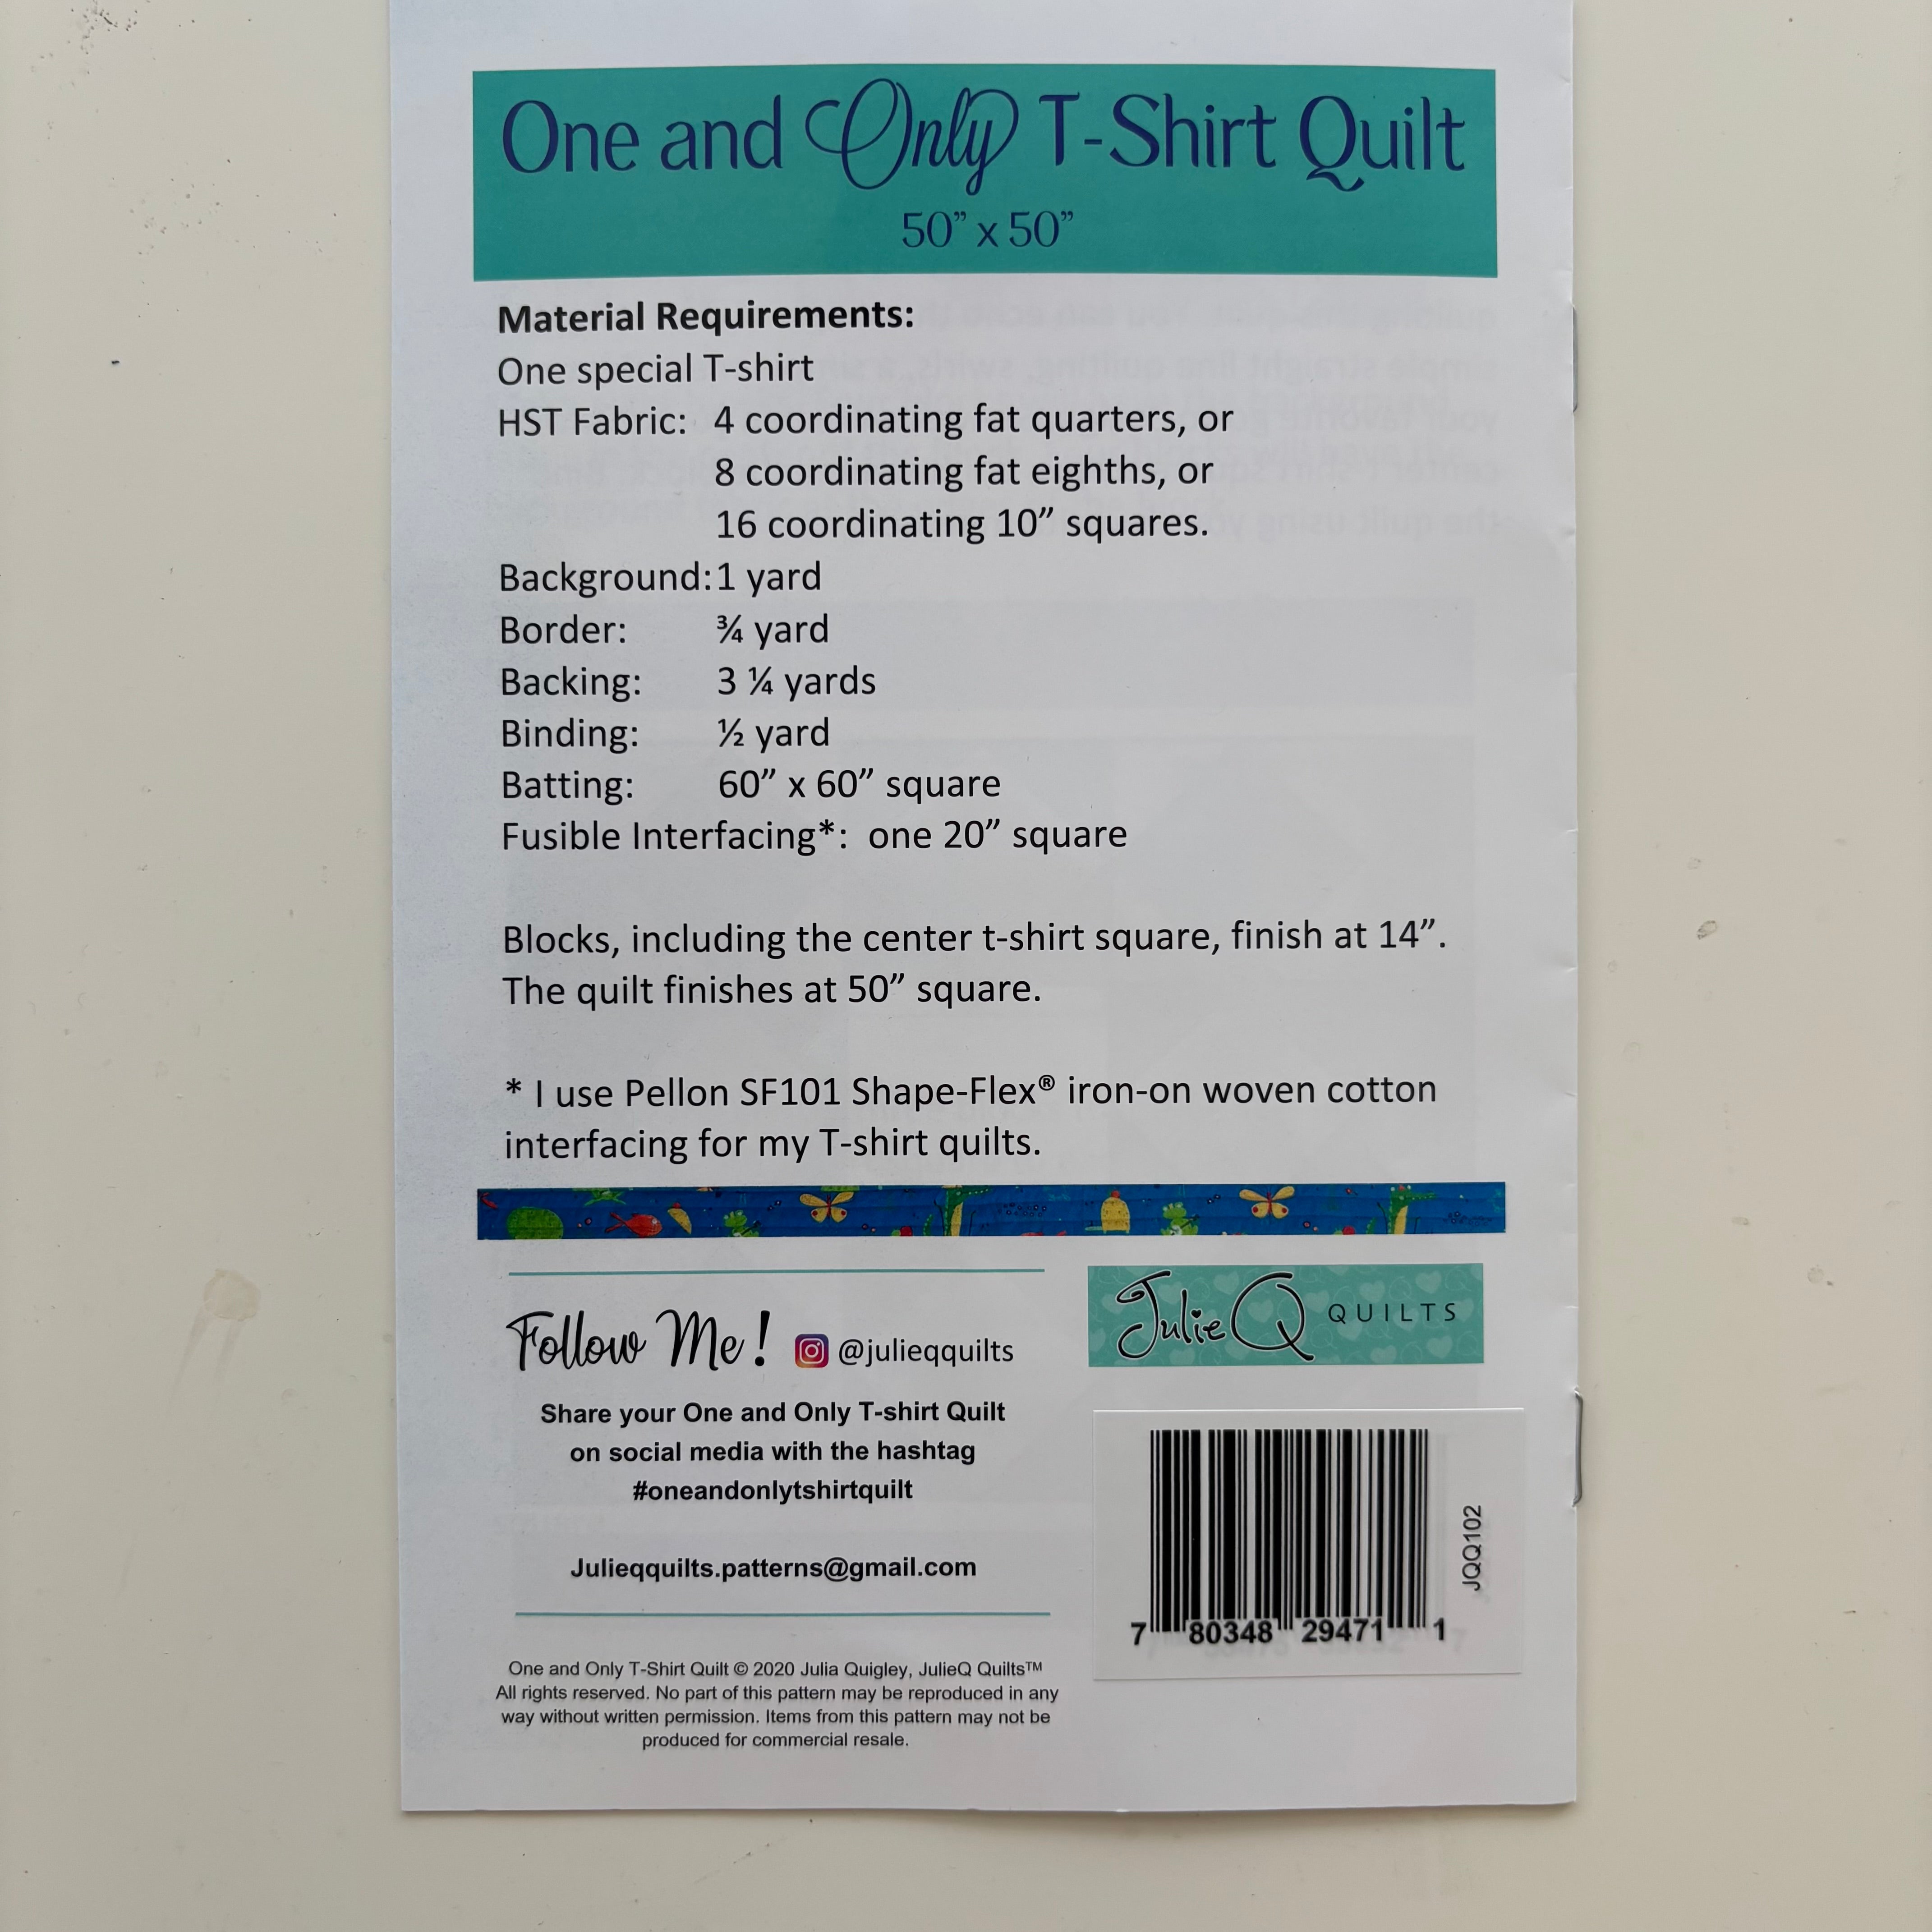 One and Only T-Shirt Quilt
50” x 50”
Material Requirements:
One special T-shirt
HST Fabric: 4 coordinating fat quarters, or
8 coordinating fat eighths, or
16 coordinating 10” squares.
Background: 1 yard
Border: ¾ yard
Backing: 3 ¼ yards
Binding: ½ yard
Batting: 60” x 60” square
Fusible Interfacing*: one 20” square
Blocks, including the center t-shirt square, finish at 14”.
The quilt finishes at 50” square.
* I use Pellon SF101 Shape-Flex® iron-on woven cotton
interfacing for my T-shirt quilts.
Follow Me! @julieqquilts
Share your One and Only T-shirt Quilt
on social media with the hashtag
#oneandonlytshirtquilt
Julieqquilts.patterns@gmail.com
One and Only T-Shirt Quilt © 2020 Julia Quigley, JulieQ Quilts™
All rights reserved. No part of this pattern may be reproduced in any
way without written permission. Items from this pattern may not be
produced for commercial resale.
JulieQ QUILTS
JQQ102
7 80348 29471 1